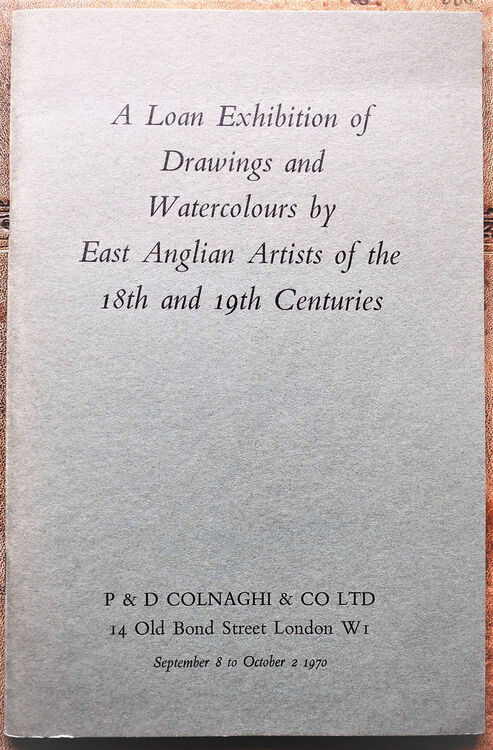 A Loan Exhibition of
Drawings and
Watercolours by
East Anglian Artists of the
18th and 19th Centuries
P & D COLNAGHI & CO LTD
14 Old Bond Street London W1
September 8 to October 2 1970